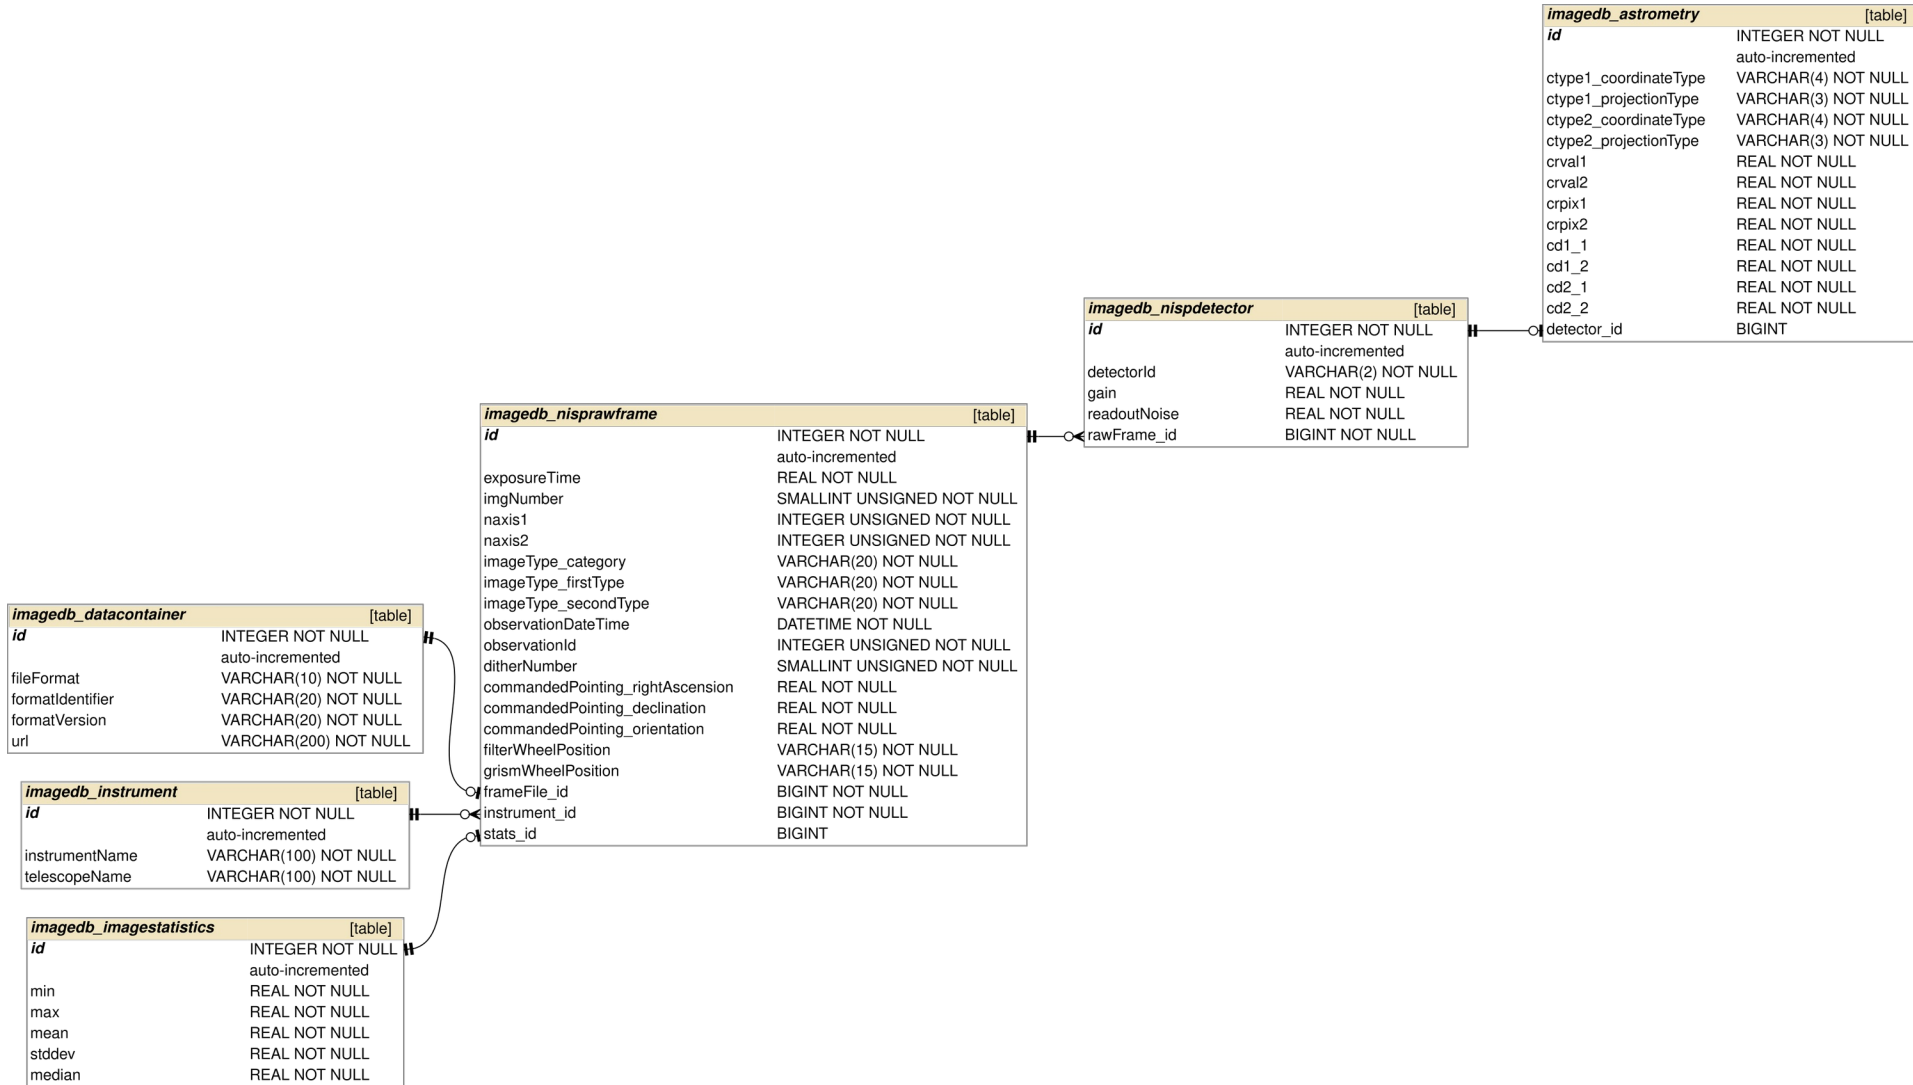 imagedb_astrometry [table]
id INTEGER NOT NULL
auto-incremented
ctype1_coordinateType VARCHAR(4) NOT NULL
ctype1_projectionType VARCHAR(3) NOT NULL
ctype2_coordinateType VARCHAR(4) NOT NULL
ctype2_projectionType VARCHAR(3) NOT NULL
crval1 REAL NOT NULL
crval2 REAL NOT NULL
crpix1 REAL NOT NULL
crpix2 REAL NOT NULL
cd1_1 REAL NOT NULL
cd1_2 REAL NOT NULL
cd2_1 REAL NOT NULL
cd2_2 REAL NOT NULL
detector_id BIGINT
imagedb_nispdetector [table]
id INTEGER NOT NULL
auto-incremented
detectorId VARCHAR(2) NOT NULL
gain REAL NOT NULL
readoutNoise REAL NOT NULL
rawFrame_id BIGINT NOT NULL
imagedb_nisprawframe [table]
id INTEGER NOT NULL
auto-incremented
exposureTime REAL NOT NULL
imgNumber SMALLINT UNSIGNED NOT NULL
naxis1 INTEGER UNSIGNED NOT NULL
naxis2 INTEGER UNSIGNED NOT NULL
imageType_category VARCHAR(20) NOT NULL
imageType_firstType VARCHAR(20) NOT NULL
imageType_secondType VARCHAR(20) NOT NULL
observationDateTime DATETIME NOT NULL
observationId INTEGER UNSIGNED NOT NULL
ditherNumber SMALLINT UNSIGNED NOT NULL
commandedPointing_rightAscension REAL NOT NULL
commandedPointing_declination REAL NOT NULL
commandedPointing_orientation REAL NOT NULL
filterWheelPosition VARCHAR(15) NOT NULL
grismWheelPosition VARCHAR(15) NOT NULL
frameFile_id BIGINT NOT NULL
instrument_id BIGINT NOT NULL
stats_id BIGINT
imagedb_datacontainer [table]
id INTEGER NOT NULL
auto-incremented
fileFormat VARCHAR(10) NOT NULL
formatIdentifier VARCHAR(20) NOT NULL
formatVersion VARCHAR(20) NOT NULL
url VARCHAR(200) NOT NULL
imagedb_instrument [table]
id INTEGER NOT NULL
auto-incremented
instrumentName VARCHAR(100) NOT NULL
telescopeName VARCHAR(100) NOT NULL
imagedb_imagestatistics [table]
id INTEGER NOT NULL
auto-incremented
min REAL NOT NULL
max REAL NOT NULL
mean REAL NOT NULL
stddev REAL NOT NULL
median REAL NOT NULL